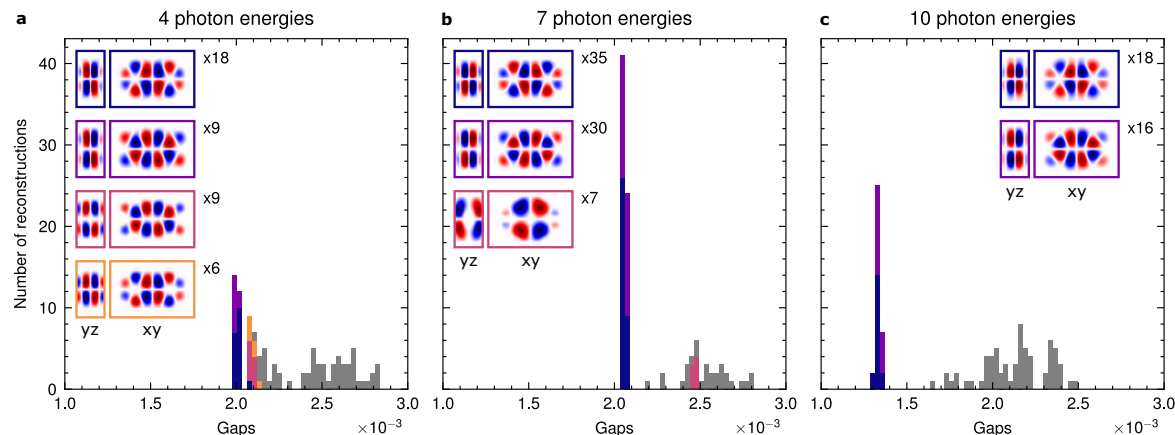 a 4 photon energies
b 7 photon energies
c 10 photon energies
Number of reconstructions
40
30
20
10
0
x18
x9
x9
x6
yz xy
1.0 1.5 2.0 2.5 3.0
Gaps ×10⁻³
x35
x30
x7
yz xy
1.0 1.5 2.0 2.5 3.0
Gaps ×10⁻³
x18
x16
yz xy
1.0 1.5 2.0 2.5 3.0
Gaps ×10⁻³